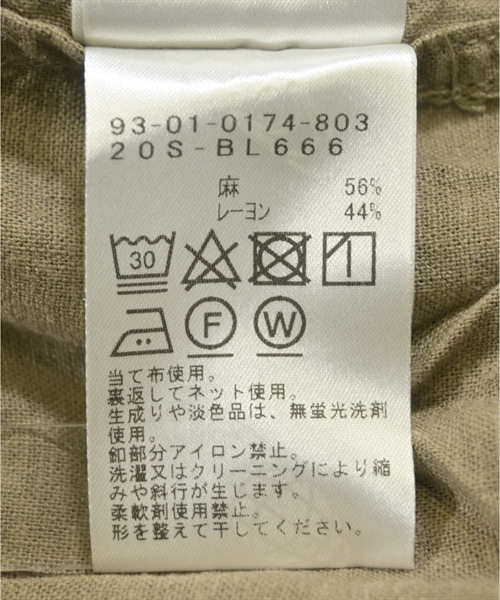 93-01-0174-803
20S-BL666
麻 56%
レーヨン 44%
30
F W
当て布使用。
裏返してネット使用。
生成りや淡色品は、無蛍光洗剤
使用。
釦部分アイロン禁止。
洗濯又はクリーニングにより縮
みや斜行が生じます。
柔軟剤使用禁止。
形を整えて干してください。